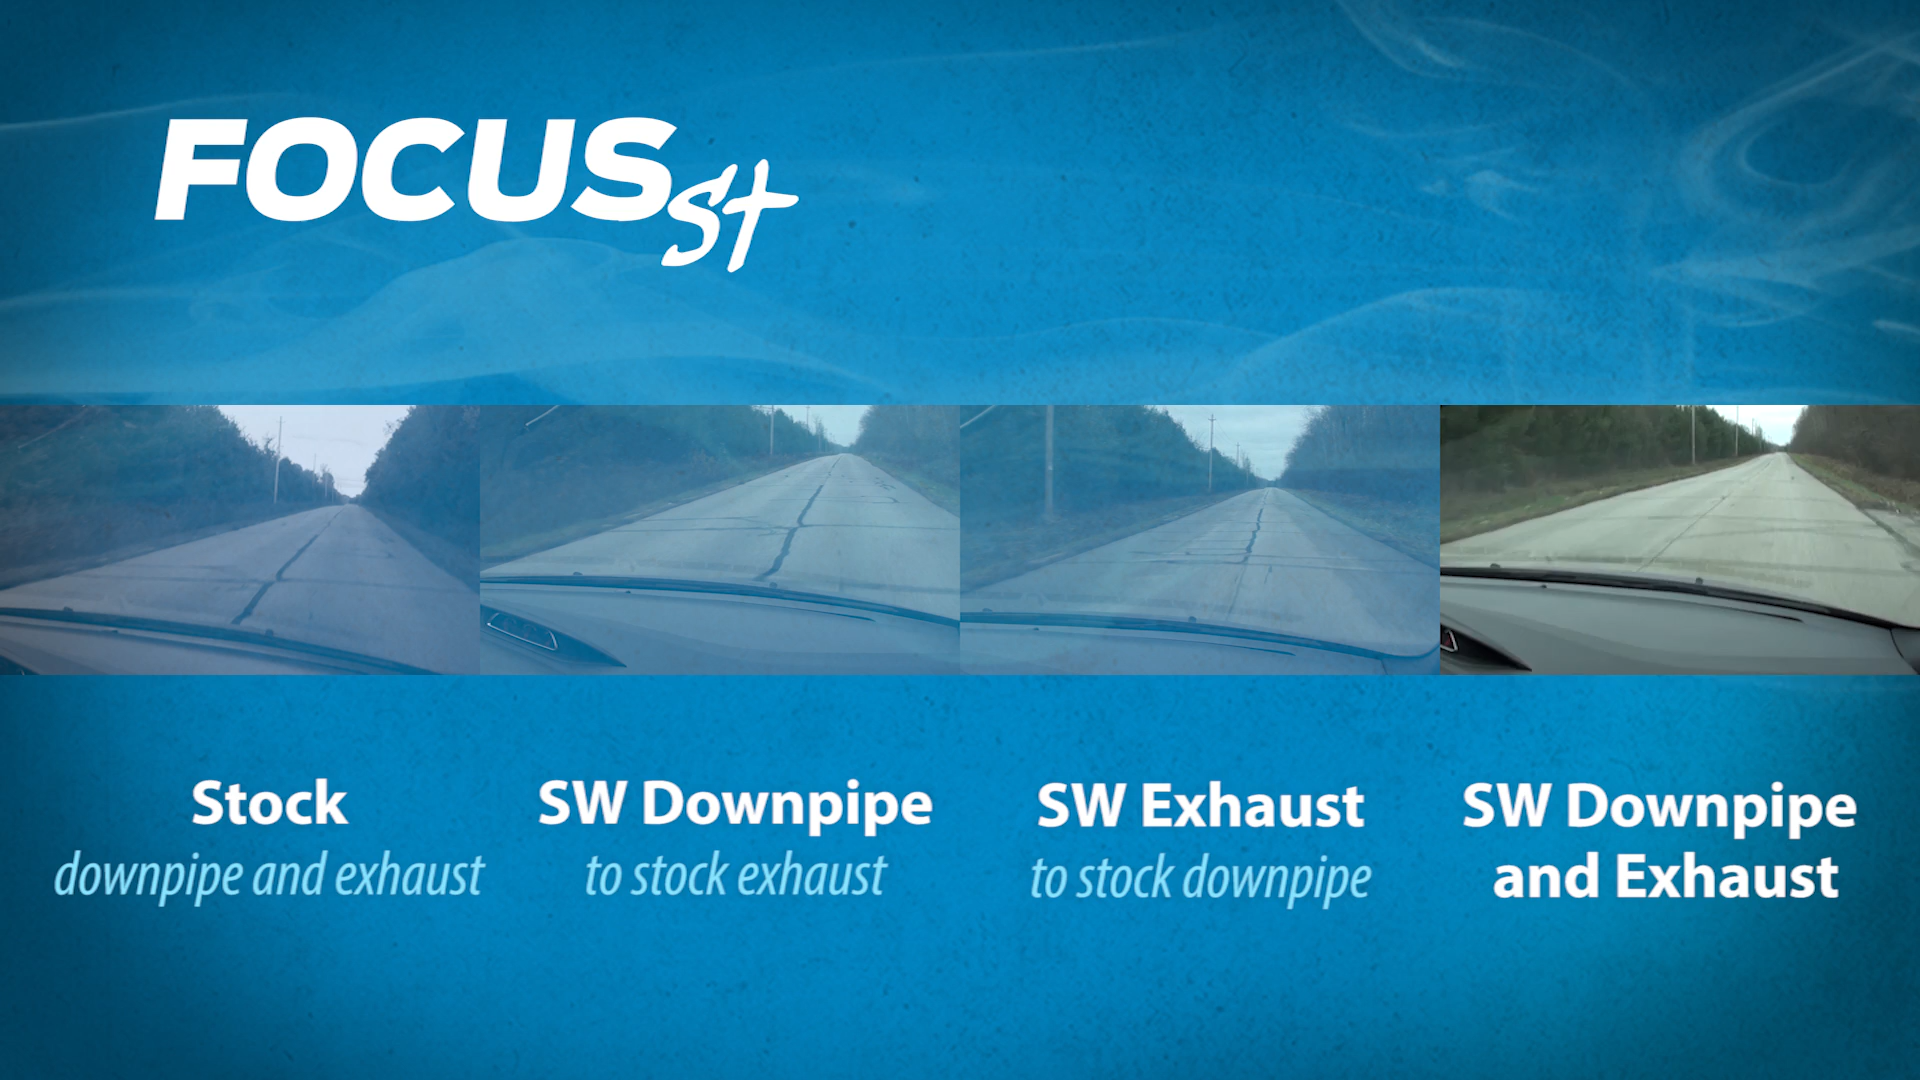 FOCUS ST
Stock
downpipe and exhaust
SW Downpipe
to stock exhaust
SW Exhaust
to stock downpipe
SW Downpipe
and Exhaust